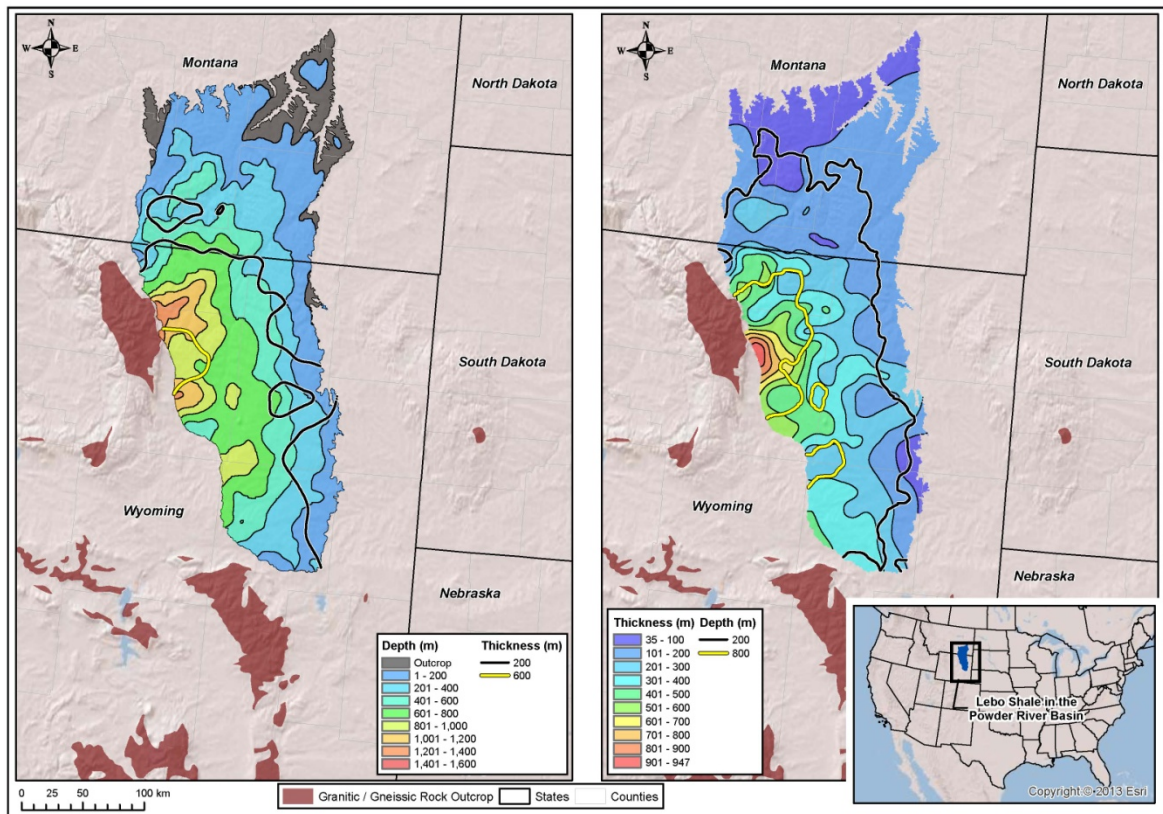 N
W E
S
Montana
North Dakota
South Dakota
Wyoming
Nebraska
Depth (m)
Outcrop
1 - 200
201 - 400
401 - 600
601 - 800
801 - 1,000
1,001 - 1,200
1,201 - 1,400
1,401 - 1,600
Thickness (m)
200
600
N
W E
S
Montana
North Dakota
South Dakota
Wyoming
Nebraska
Thickness (m)
35 - 100
101 - 200
201 - 300
301 - 400
401 - 500
501 - 600
601 - 700
701 - 800
801 - 900
901 - 947
Depth (m)
200
800
Lebo Shale in the
Powder River Basin
Copyright:© 2013 Esri
0 25 50 100 km
Granitic / Gneissic Rock Outcrop States Counties